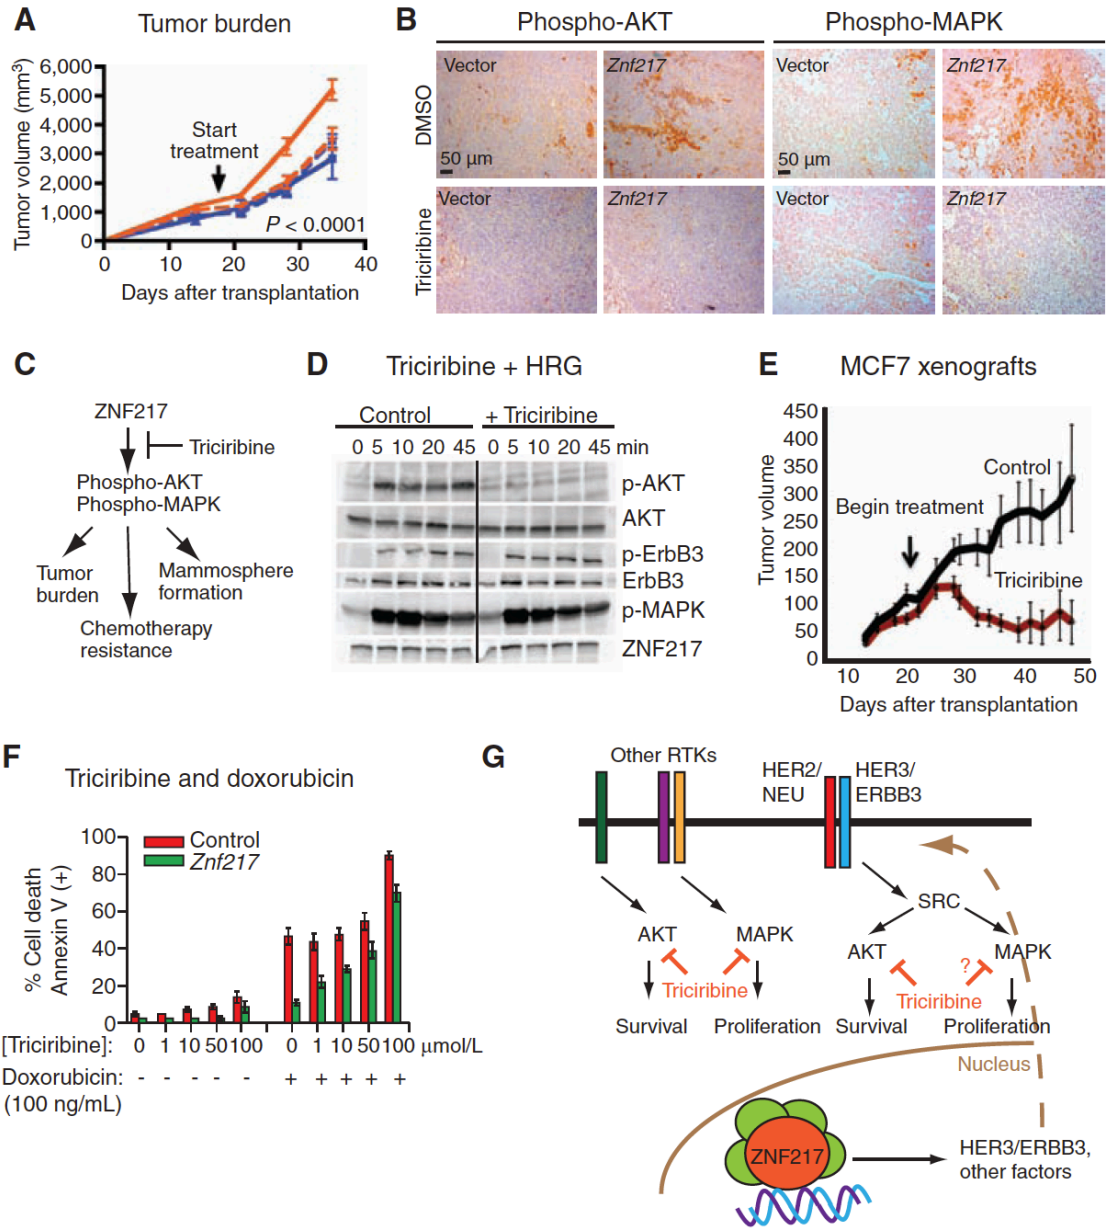 A
Tumor burden
Tumor volume (mm³)
6,000
5,000
4,000
3,000
2,000
1,000
0
Start
treatment
P < 0.0001
0 10 20 30 40
Days after transplantation
B
Phospho-AKT Phospho-MAPK
DMSO
Vector Znf217 Vector Znf217
50 µm 50 µm
Triciribine
Vector Znf217 Vector Znf217
C
ZNF217
Triciribine
Phospho-AKT
Phospho-MAPK
Tumor
burden
Mammosphere
formation
Chemotherapy
resistance
D
Triciribine + HRG
Control + Triciribine
0 5 10 20 45 0 5 10 20 45 min
p-AKT
AKT
p-ErbB3
ErbB3
p-MAPK
ZNF217
E
MCF7 xenografts
Tumor volume
450
400
350
300
250
200
150
100
50
0
Control
Begin treatment
Triciribine
10 20 30 40 50
Days after transplantation
F
Triciribine and doxorubicin
% Cell death
Annexin V (+)
100
80
60
40
20
0
Control
Znf217
[Triciribine]: 0 1 10 50 100 0 1 10 50 100 µmol/L
Doxorubicin: - - - - - + + + + +
(100 ng/mL)
G
Other RTKs
HER2/
NEU
HER3/
ERBB3
SRC
AKT MAPK
AKT MAPK
?
Triciribine
Triciribine
Survival Proliferation
Survival Proliferation
Nucleus
ZNF217
HER3/ERBB3,
other factors